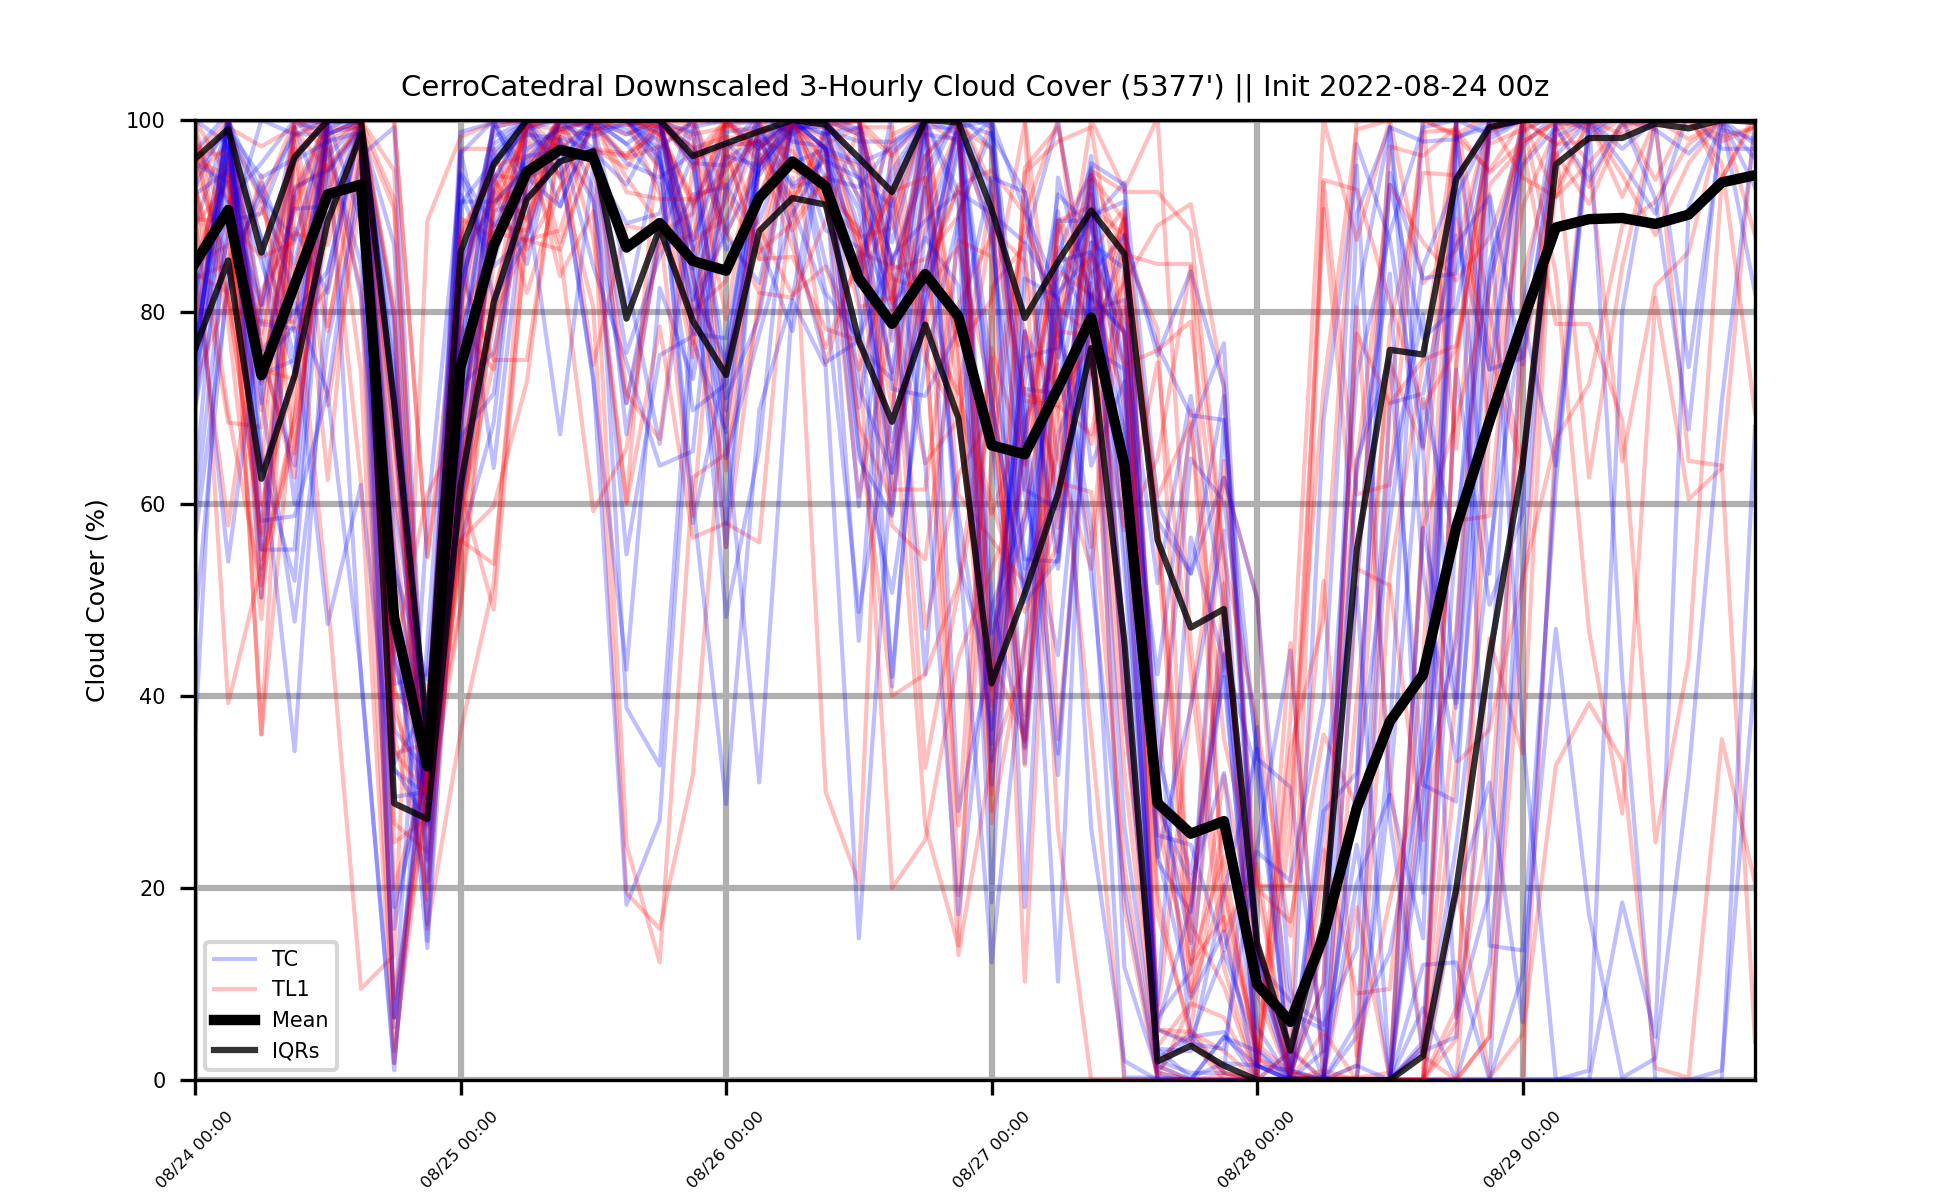 CerroCatedral Downscaled 3-Hourly Cloud Cover (5377') || Init 2022-08-24 00z
100
80
60
40
20
0
Cloud Cover (%)
TC
TL1
Mean
IQRs
08/24 00:00
08/25 00:00
08/26 00:00
08/27 00:00
08/28 00:00
08/29 00:00